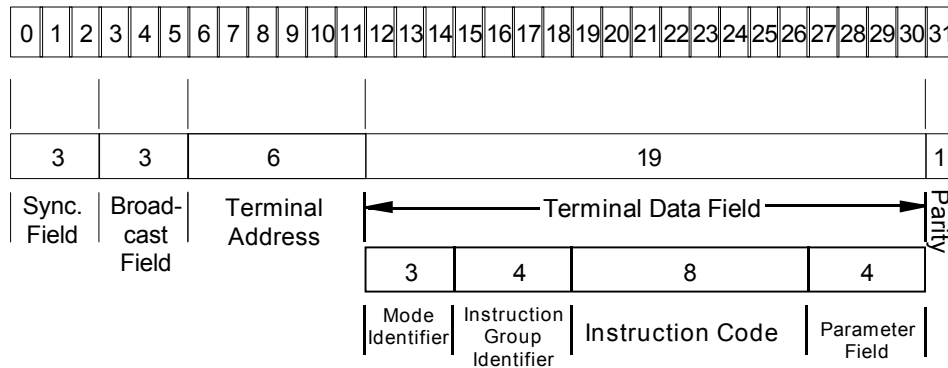 0 1 2 3 4 5 6 7 8 9 10 11 12 13 14 15 16 17 18 19 20 21 22 23 24 25 26 27 28 29 30 31
3 3 6 19 1
Sync. Field
Broad-
cast
Field
Terminal
Address
Terminal Data Field
Parity
3 4 8 4
Mode
Identifier
Instruction
Group
Identifier
Instruction Code
Parameter
Field